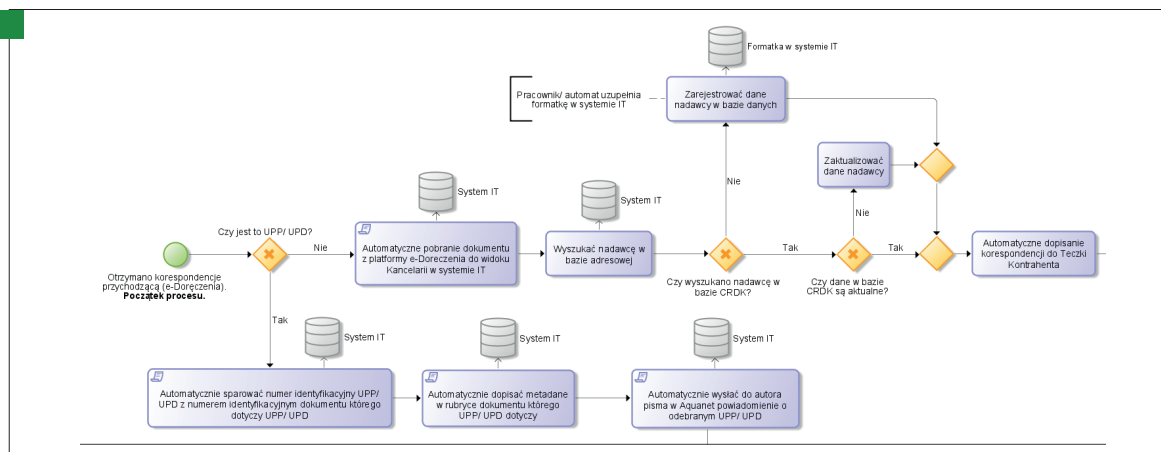 Formatka w systemie IT
Pracownik/ automat uzupełnia
formatkę w systemie IT
Zarejestrować dane
nadawcy w bazie danych
Zaktualizować
dane nadawcy
Nie
Nie
System IT
System IT
Czy jest to UPP/ UPD?
Nie
Automatyczne pobranie dokumentu
z platformy e-Doreczenia do widoku
Kancelarii w systemie IT
Wyszukać nadawcę w
bazie adresowej
Tak
Tak
Automatyczne dopisanie
korespondencji do Teczki
Kontrahenta
Otrzymano korespondencje
przychodzącą (e-Doręczenia).
Początek procesu.
Czy wyszukano nadawcę w
bazie CRDK?
Czy dane w bazie
CRDK są aktualne?
Tak
System IT
System IT
System IT
Automatycznie sparować numer identyfikacyjny UPP/
UPD z numerem identyfikacyjnym dokumentu którego
dotyczy UPP/ UPD
Automatycznie dopisać metadane
w rubryce dokumentu którego
UPP/ UPD dotyczy
Automatycznie wysłać do autora
pisma w Aquanet powiadomienie o
odebranym UPP/ UPD